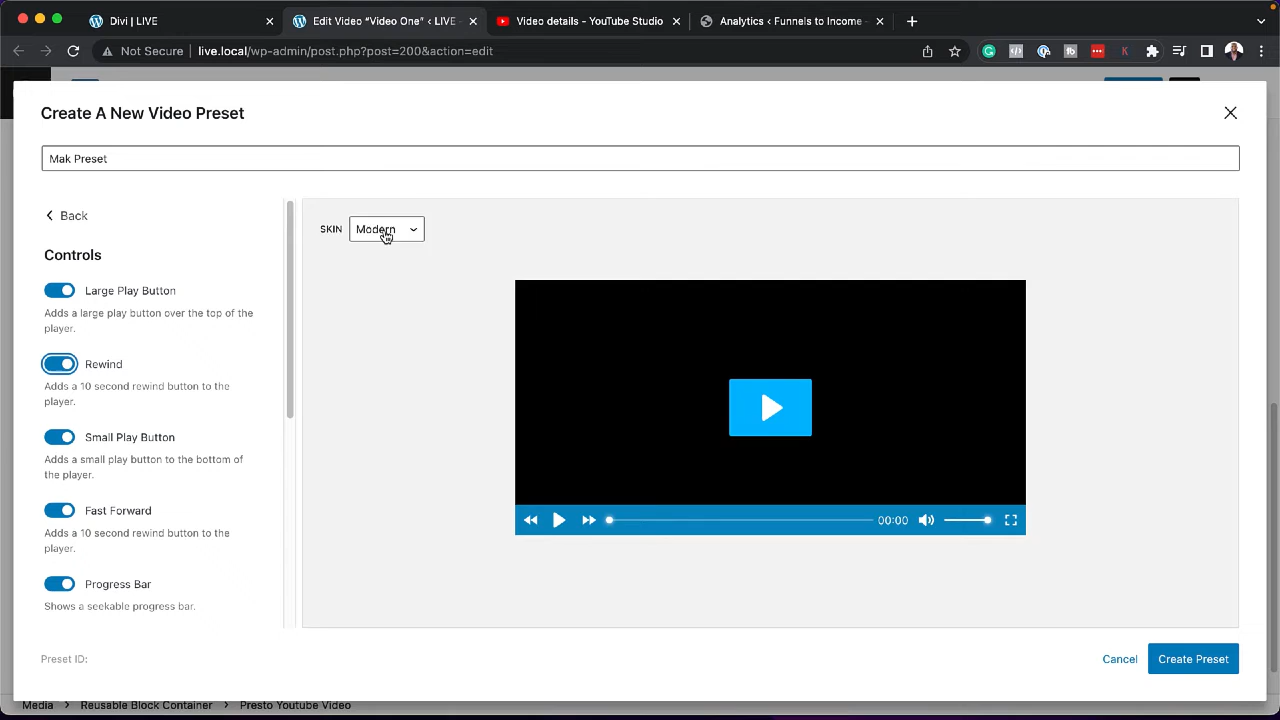 Divi | LIVE
Edit Video “Video One” ‹ LIVE
Video details - YouTube Studio
Analytics ‹ Funnels to Income
Not Secure
live.local/wp-admin/post.php?post=200&action=edit
Create A New Video Preset
Mak Preset
Back
SKIN
Modern
Controls
Large Play Button
Adds a large play button over the top of the
player.
Rewind
Adds a 10 second rewind button to the
player.
Small Play Button
Adds a small play button to the bottom of
the player.
Fast Forward
Adds a 10 second rewind button to the
player.
00:00
Progress Bar
Shows a seekable progress bar.
Preset ID:
Cancel
Create Preset
Media
Reusable Block Container
Presto Youtube Video